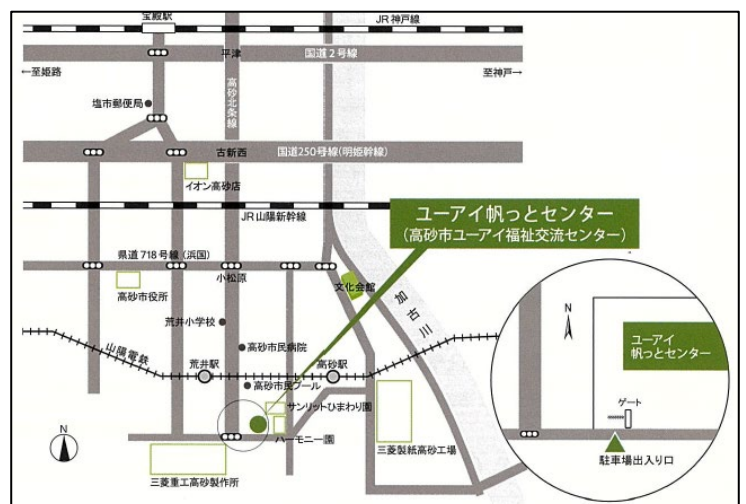 宝殿駅
JR神戸線
平津
国道2号線
←至姫路
至神戸→
高砂北条線
塩市郵便局
古新西
国道250号線(明姫幹線)
イオン高砂店
JR山陽新幹線
ユーアイ帆っとセンター
(高砂市ユーアイ福祉交流センター)
県道718号線(浜国)
小松原
高砂市役所
文化会館
加古川
荒井小学校
山陽電鉄
荒井駅
高砂市民病院
高砂駅
高砂市民プール
サンリットひまわり園
ハーモニー園
三菱製紙高砂工場
三菱重工高砂製作所
N
N
ユーアイ
帆っとセンター
ゲート
駐車場出入り口